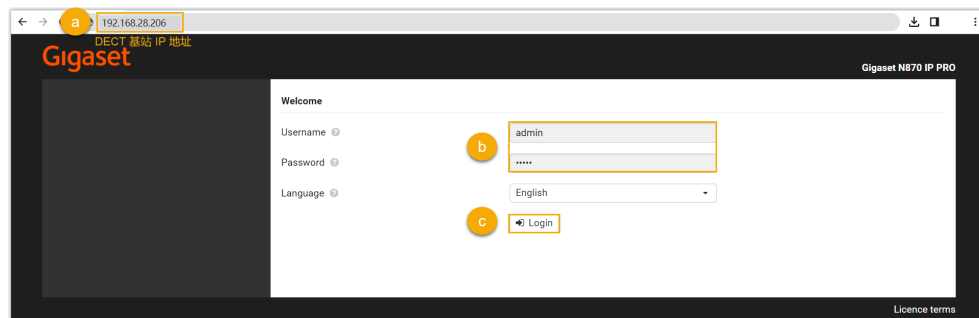 a
192.168.28.206
DECT 基站 IP 地址
Gigaset
Gigaset N870 IP PRO
Welcome
Username
admin
b
Password
•••••
Language
English
c
Login
Licence terms